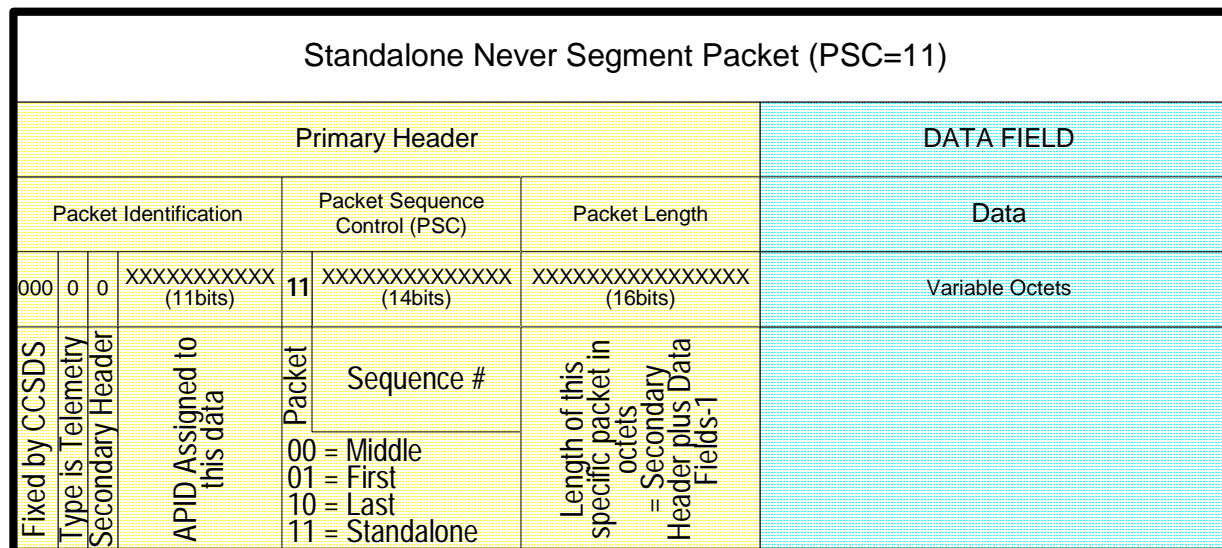 Standalone Never Segment Packet (PSC=11)
Primary Header
DATA FIELD
Packet Identification
Packet Sequence
Control (PSC)
Packet Length
Data
000
0
0
XXXXXXXXXXX
(11bits)
11
XXXXXXXXXXXXXX
(14bits)
XXXXXXXXXXXXXXXX
(16bits)
Variable Octets
Fixed by CCSDS
Type is Telemetry
Secondary Header
APID Assigned to
this data
Packet
Sequence #
00 = Middle
01 = First
10 = Last
11 = Standalone
Length of this
specific packet in
octets
= Secondary
Header plus Data
Fields-1